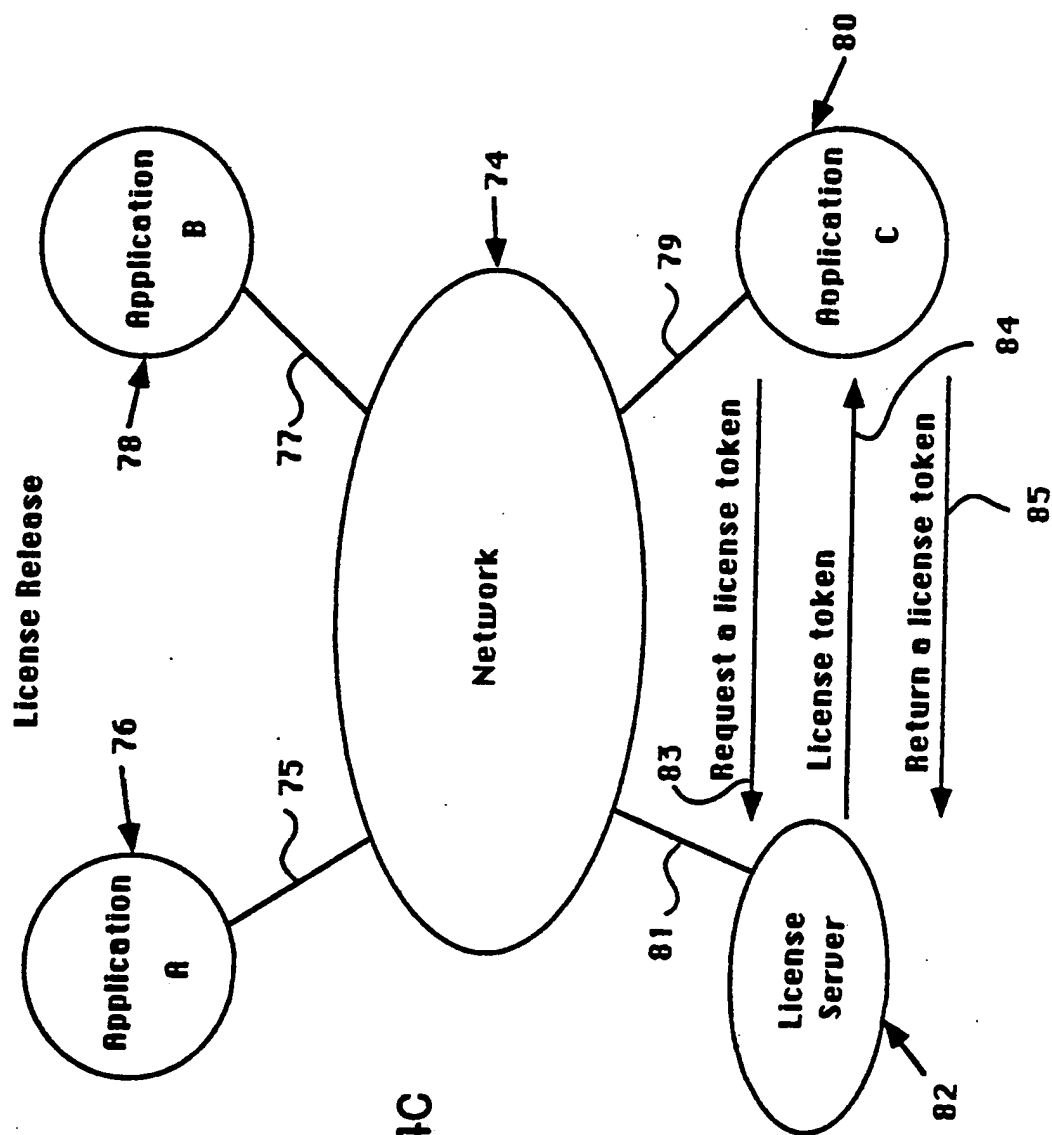 License Release
76
Application
A
75
78
Application
B
77
Network
74
79
80
Application
C
81
License
Server
82
83
Request a license token
License token
84
Return a license token
85
4C